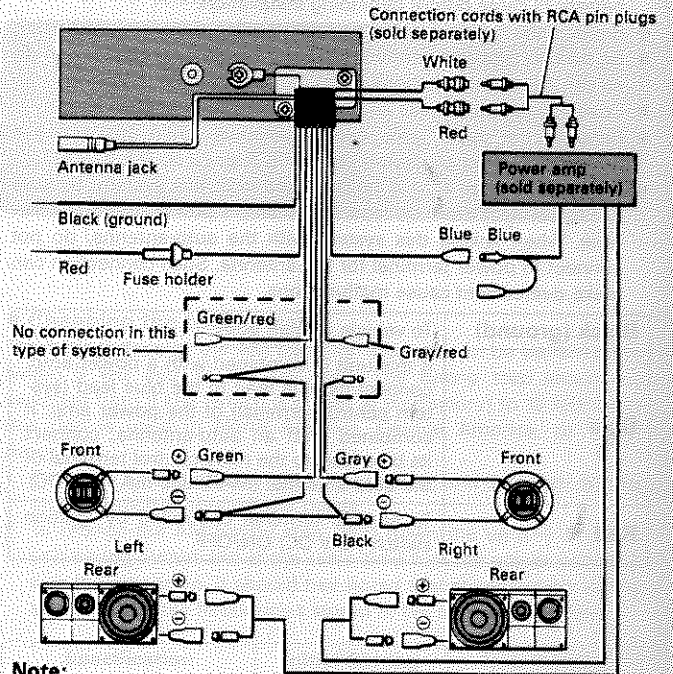 Connection cords with RCA pin plugs
(sold separately)
White
Red
Antenna jack
Power amp
(sold separately)
Black (ground)
Blue Blue
Red
Fuse holder
Green/red
No connection in this
type of system.
Gray/red
Front
⊕ Green
Gray ⊕
Front
⊖
⊖
Left
Black
Right
Rear
⊕
⊖
Rear
⊕
⊖
Note: